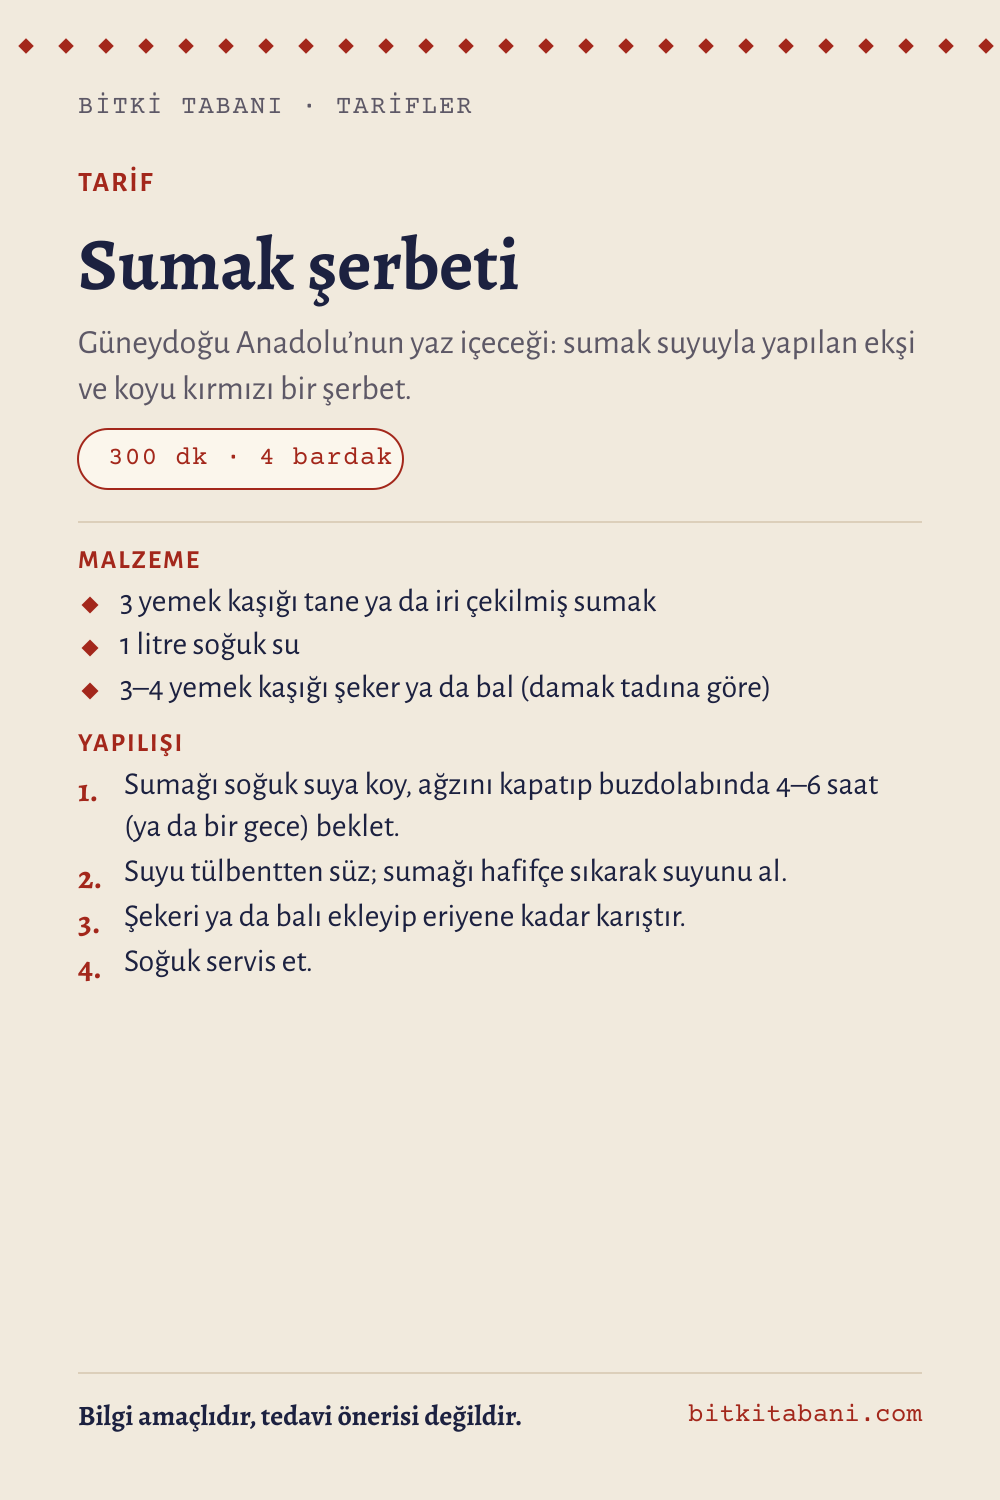 BİTKİ TABANI · TARİFLER
TARİF
Sumak şerbeti
Güneydoğu Anadolu’nun yaz içeceği: sumak suyuyla yapılan ekşi
ve koyu kırmızı bir şerbet.
300 dk · 4 bardak
MALZEME
◆ 3 yemek kaşığı tane ya da iri çekilmiş sumak
◆ 1 litre soğuk su
◆ 3–4 yemek kaşığı şeker ya da bal (damak tadına göre)
YAPILIŞI
1. Sumağı soğuk suya koy, ağzını kapatıp buzdolabında 4–6 saat
(ya da bir gece) beklet.
2. Suyu tülbentten süz; sumağı hafifçe sıkarak suyunu al.
3. Şekeri ya da balı ekleyip eriyene kadar karıştır.
4. Soğuk servis et.
Bilgi amaçlıdır, tedavi önerisi değildir.
bitkitabani.com